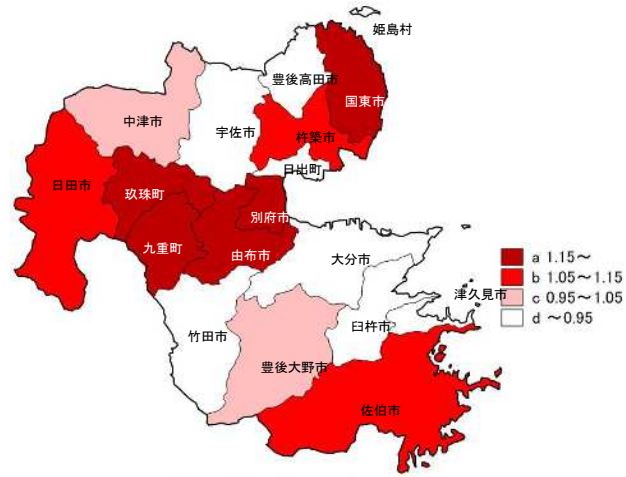 姫島村
豊後高田市
国東市
中津市
宇佐市
杵築市
日出町
日田市
玖珠町
別府市
九重町
由布市
大分市
a 1.15～
b 1.05～1.15
c 0.95～1.05
d ～0.95
津久見市
臼杵市
竹田市
豊後大野市
佐伯市